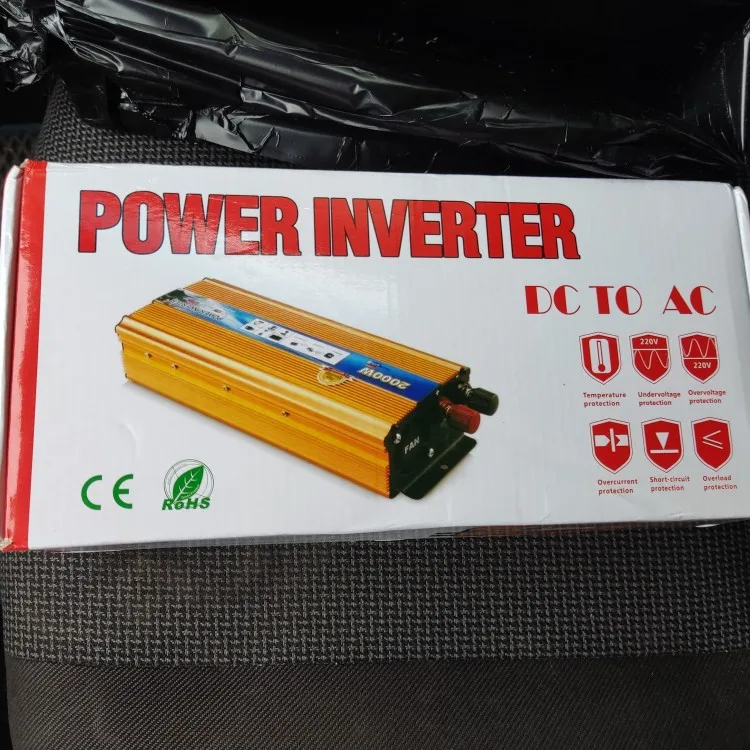 POWER INVERTER
DC TO AC
2000W
FAN
220V
220V
Temperature
protection
Undervoltage
protection
Overvoltage
protection
Overcurrent
protection
Short-circuit
protection
Overload
protection
CE
RoHS